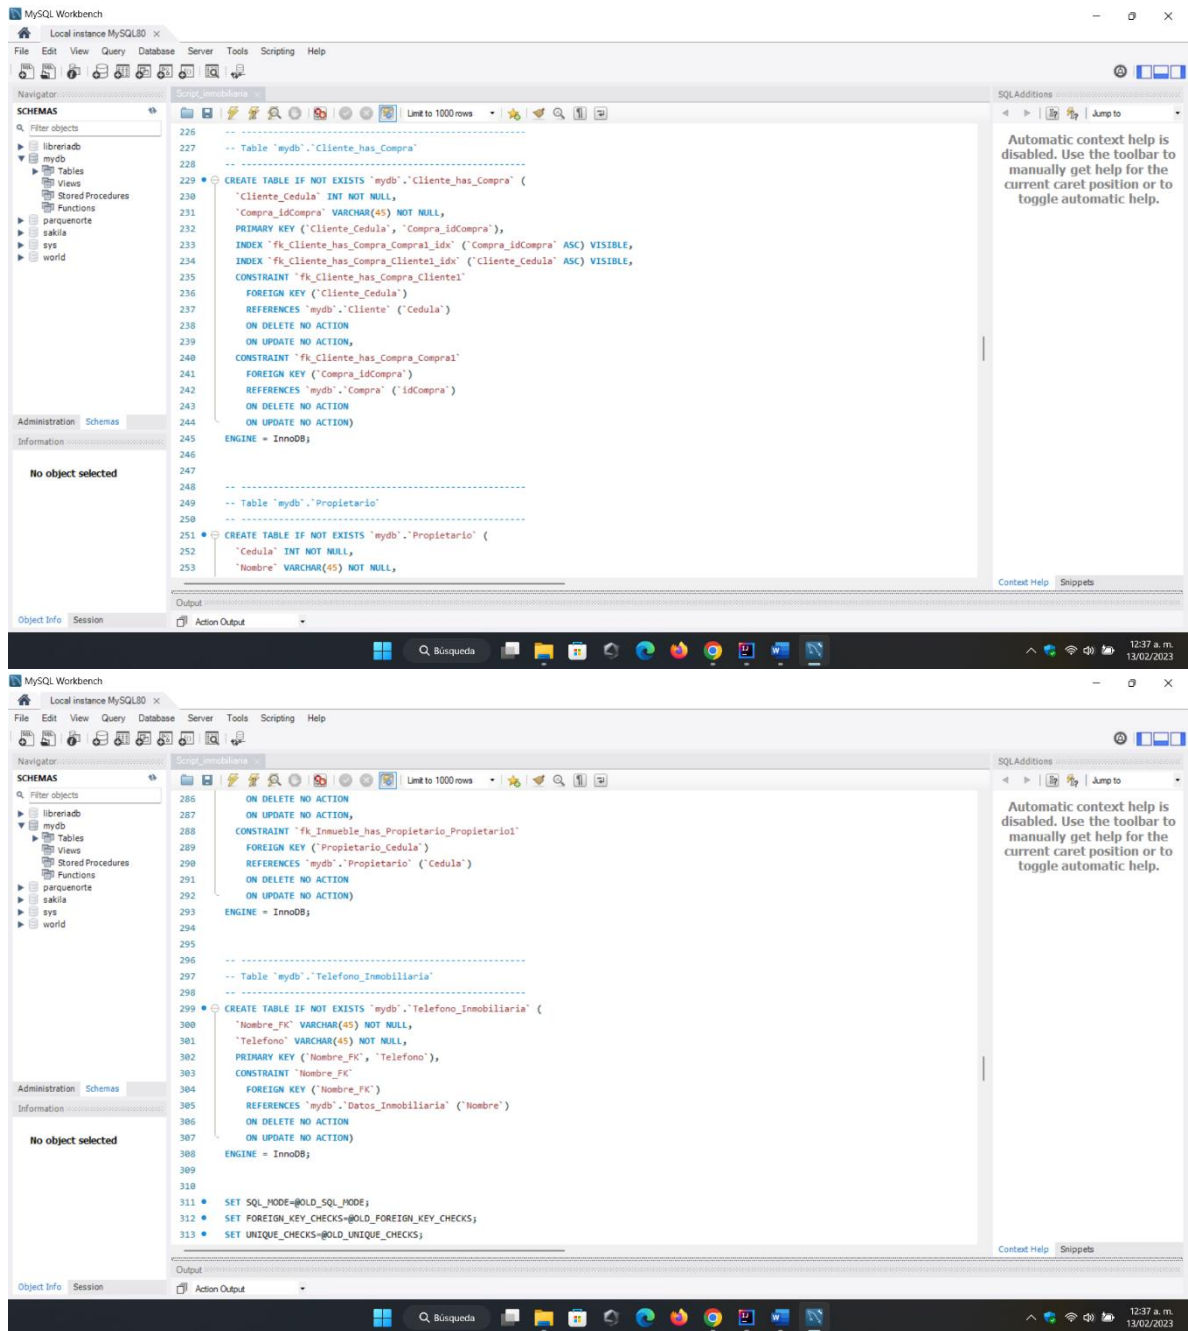 MySQL Workbench
Local instance MySQL80
File Edit View Query Database Server Tools Scripting Help
Navigator
SCHEMAS
Filter objects
libreriadb
mydb
Tables
Views
Stored Procedures
Functions
parquenorte
sakila
sys
world
Administration Schemas
Information
No object selected
Object Info Session
Script_inmobiliaria
Limit to 1000 rows
226 -- ----------------------------------------------------
227 -- Table `mydb`.`Cliente_has_Compra`
228 -- ----------------------------------------------------
229 CREATE TABLE IF NOT EXISTS `mydb`.`Cliente_has_Compra` (
230 `Cliente_Cedula` INT NOT NULL,
231 `Compra_idCompra` VARCHAR(45) NOT NULL,
232 PRIMARY KEY (`Cliente_Cedula`, `Compra_idCompra`),
233 INDEX `fk_Cliente_has_Compra_Compra1_idx` (`Compra_idCompra` ASC) VISIBLE,
234 INDEX `fk_Cliente_has_Compra_Cliente1_idx` (`Cliente_Cedula` ASC) VISIBLE,
235 CONSTRAINT `fk_Cliente_has_Compra_Cliente1`
236 FOREIGN KEY (`Cliente_Cedula`)
237 REFERENCES `mydb`.`Cliente` (`Cedula`)
238 ON DELETE NO ACTION
239 ON UPDATE NO ACTION,
240 CONSTRAINT `fk_Cliente_has_Compra_Compra1`
241 FOREIGN KEY (`Compra_idCompra`)
242 REFERENCES `mydb`.`Compra` (`idCompra`)
243 ON DELETE NO ACTION
244 ON UPDATE NO ACTION)
245 ENGINE = InnoDB;
246
247
248 -- ----------------------------------------------------
249 -- Table `mydb`.`Propietario`
250 -- ----------------------------------------------------
251 CREATE TABLE IF NOT EXISTS `mydb`.`Propietario` (
252 `Cedula` INT NOT NULL,
253 `Nombre` VARCHAR(45) NOT NULL,
Output
Action Output
SQLAdditions
Jump to
Automatic context help is
disabled. Use the toolbar to
manually get help for the
current caret position or to
toggle automatic help.
Context Help Snippets
Búsqueda
12:37 a. m.
13/02/2023
MySQL Workbench
Local instance MySQL80
File Edit View Query Database Server Tools Scripting Help
Navigator
SCHEMAS
Filter objects
libreriadb
mydb
Tables
Views
Stored Procedures
Functions
parquenorte
sakila
sys
world
Administration Schemas
Information
No object selected
Object Info Session
Script_inmobiliaria
Limit to 1000 rows
286 ON DELETE NO ACTION
287 ON UPDATE NO ACTION,
288 CONSTRAINT `fk_Inmueble_has_Propietario_Propietario1`
289 FOREIGN KEY (`Propietario_Cedula`)
290 REFERENCES `mydb`.`Propietario` (`Cedula`)
291 ON DELETE NO ACTION
292 ON UPDATE NO ACTION)
293 ENGINE = InnoDB;
294
295
296 -- ----------------------------------------------------
297 -- Table `mydb`.`Telefono_Inmobiliaria`
298 -- ----------------------------------------------------
299 CREATE TABLE IF NOT EXISTS `mydb`.`Telefono_Inmobiliaria` (
300 `Nombre_FK` VARCHAR(45) NOT NULL,
301 `Telefono` VARCHAR(45) NOT NULL,
302 PRIMARY KEY (`Nombre_FK`, `Telefono`),
303 CONSTRAINT `Nombre_FK`
304 FOREIGN KEY (`Nombre_FK`)
305 REFERENCES `mydb`.`Datos_Inmobiliaria` (`Nombre`)
306 ON DELETE NO ACTION
307 ON UPDATE NO ACTION)
308 ENGINE = InnoDB;
309
310
311 SET SQL_MODE=@OLD_SQL_MODE;
312 SET FOREIGN_KEY_CHECKS=@OLD_FOREIGN_KEY_CHECKS;
313 SET UNIQUE_CHECKS=@OLD_UNIQUE_CHECKS;
Output
Action Output
SQLAdditions
Jump to
Automatic context help is
disabled. Use the toolbar to
manually get help for the
current caret position or to
toggle automatic help.
Context Help Snippets
Búsqueda
12:37 a. m.
13/02/2023